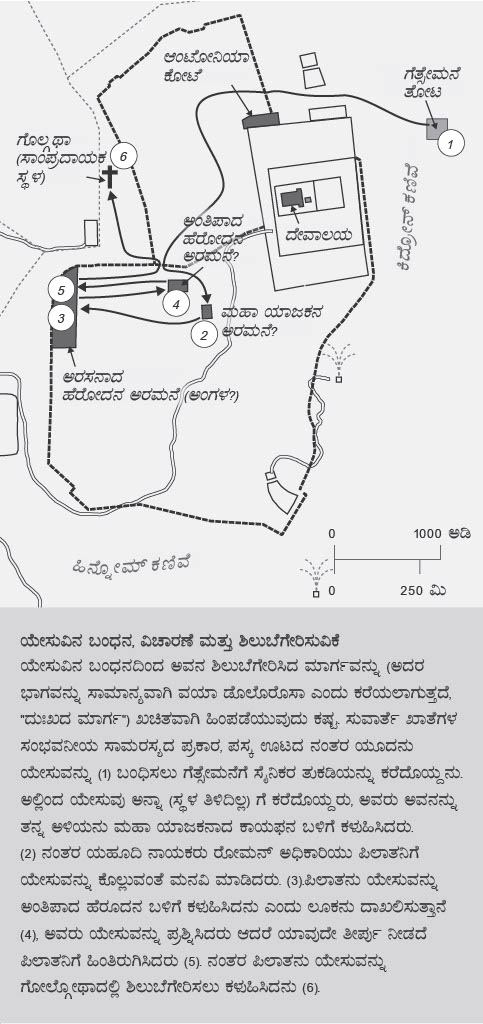 ಆಂಟೋನಿಯಾ
ಕೋಟೆ
ಗೆತ್ಸೇಮನೆ
ತೋಟ
1
ಗೊಲ್ಗಥಾ
(ಸಾಂಪ್ರದಾಯಿಕ
ಸ್ಥಳ)
6
ಕಿದ್ರೋನ್ ಕಣಿವೆ
ಅಂತಿಪಾದ
ಹೆರೋದನ
ಅರಮನೆ?
ದೇವಾಲಯ
5
4
3
2
ಮಹಾ ಯಾಜಕನ
ಅರಮನೆ?
ಅರಸನಾದ
ಹೆರೋದನ ಅರಮನೆ (ಅಂಗಳ?)
0 1000 ಅಡಿ
0 250 ಮಿ
ಹಿನ್ನೋಮ್ ಕಣಿವೆ
ಯೇಸುವಿನ ಬಂಧನ, ವಿಚಾರಣೆ ಮತ್ತು ಶಿಲುಬೆಗೇರಿಸುವಿಕೆ
ಯೇಸುವಿನ ಬಂಧನದಿಂದ ಅವನ ಶಿಲುಬೆಗೇರಿಸಿದ ಮಾರ್ಗವನ್ನು (ಅದರ
ಭಾಗವನ್ನು ಸಾಮಾನ್ಯವಾಗಿ ವಯಾ ಡೊಲೊರೊಸಾ ಎಂದು ಕರೆಯಲಾಗುತ್ತದೆ,
"ದುಃಖದ ಮಾರ್ಗ") ಖಚಿತವಾಗಿ ಹಿಂಪಡೆಯುವುದು ಕಷ್ಟ. ಸುವಾರ್ತೆ ಖಾತೆಗಳ
ಸಂಭವನೀಯ ಸಾಮರಸ್ಯದ ಪ್ರಕಾರ, ಪಸ್ಕ ಊಟದ ನಂತರ ಯೂದನು
ಯೇಸುವನ್ನು (1) ಬಂಧಿಸಲು ಗೆತ್ಸೇಮನೆಗೆ ಸೈನಿಕರ ತುಕಡಿಯನ್ನು ಕರೆದೊಯ್ದನು.
ಅಲ್ಲಿಂದ ಯೇಸುವು ಅನ್ನಾ (ಸ್ಥಳ ತಿಳಿದಿಲ್ಲ) ಗೆ ಕರೆದೊಯ್ದರು, ಅವರು ಅವನನ್ನು
ತನ್ನ ಅಳಿಯನು ಮಹಾ ಯಾಜಕನಾದ ಕಾಯಫನ ಬಳಿಗೆ ಕಳುಹಿಸಿದರು.
(2) ನಂತರ ಯಹೂದಿ ನಾಯಕರು ರೋಮನ್ ಅಧಿಕಾರಿಯು ಪಿಲಾತನಿಗೆ
ಯೇಸುವನ್ನು ಕೊಲ್ಲುವಂತೆ ಮನವಿ ಮಾಡಿದರು. (3).ಪಿಲಾತನು ಯೇಸುವನ್ನು
ಅಂತಿಪಾದ ಹೆರೂದನ ಬಳಿಗೆ ಕಳುಹಿಸಿದನು ಎಂದು ಲೂಕನು ದಾಖಲಿಸುತ್ತಾನೆ
(4), ಅವರು ಯೇಸುವನ್ನು ಪ್ರಶ್ನಿಸಿದರು ಆದರೆ ಯಾವುದೇ ತೀರ್ಪು ನೀಡದೆ
ಪಿಲಾತನಿಗೆ ಹಿಂತಿರುಗಿಸಿದರು (5). ನಂತರ ಪಿಲಾತನು ಯೇಸುವನ್ನು
ಗೋಲ್ಗೋಥಾದಲ್ಲಿ ಶಿಲುಬೆಗೇರಿಸಲು ಕಳುಹಿಸಿದನು (6).